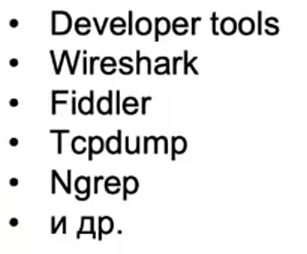 • Developer tools
• Wireshark
• Fiddler
• Tcpdump
• Ngrep
• и др.